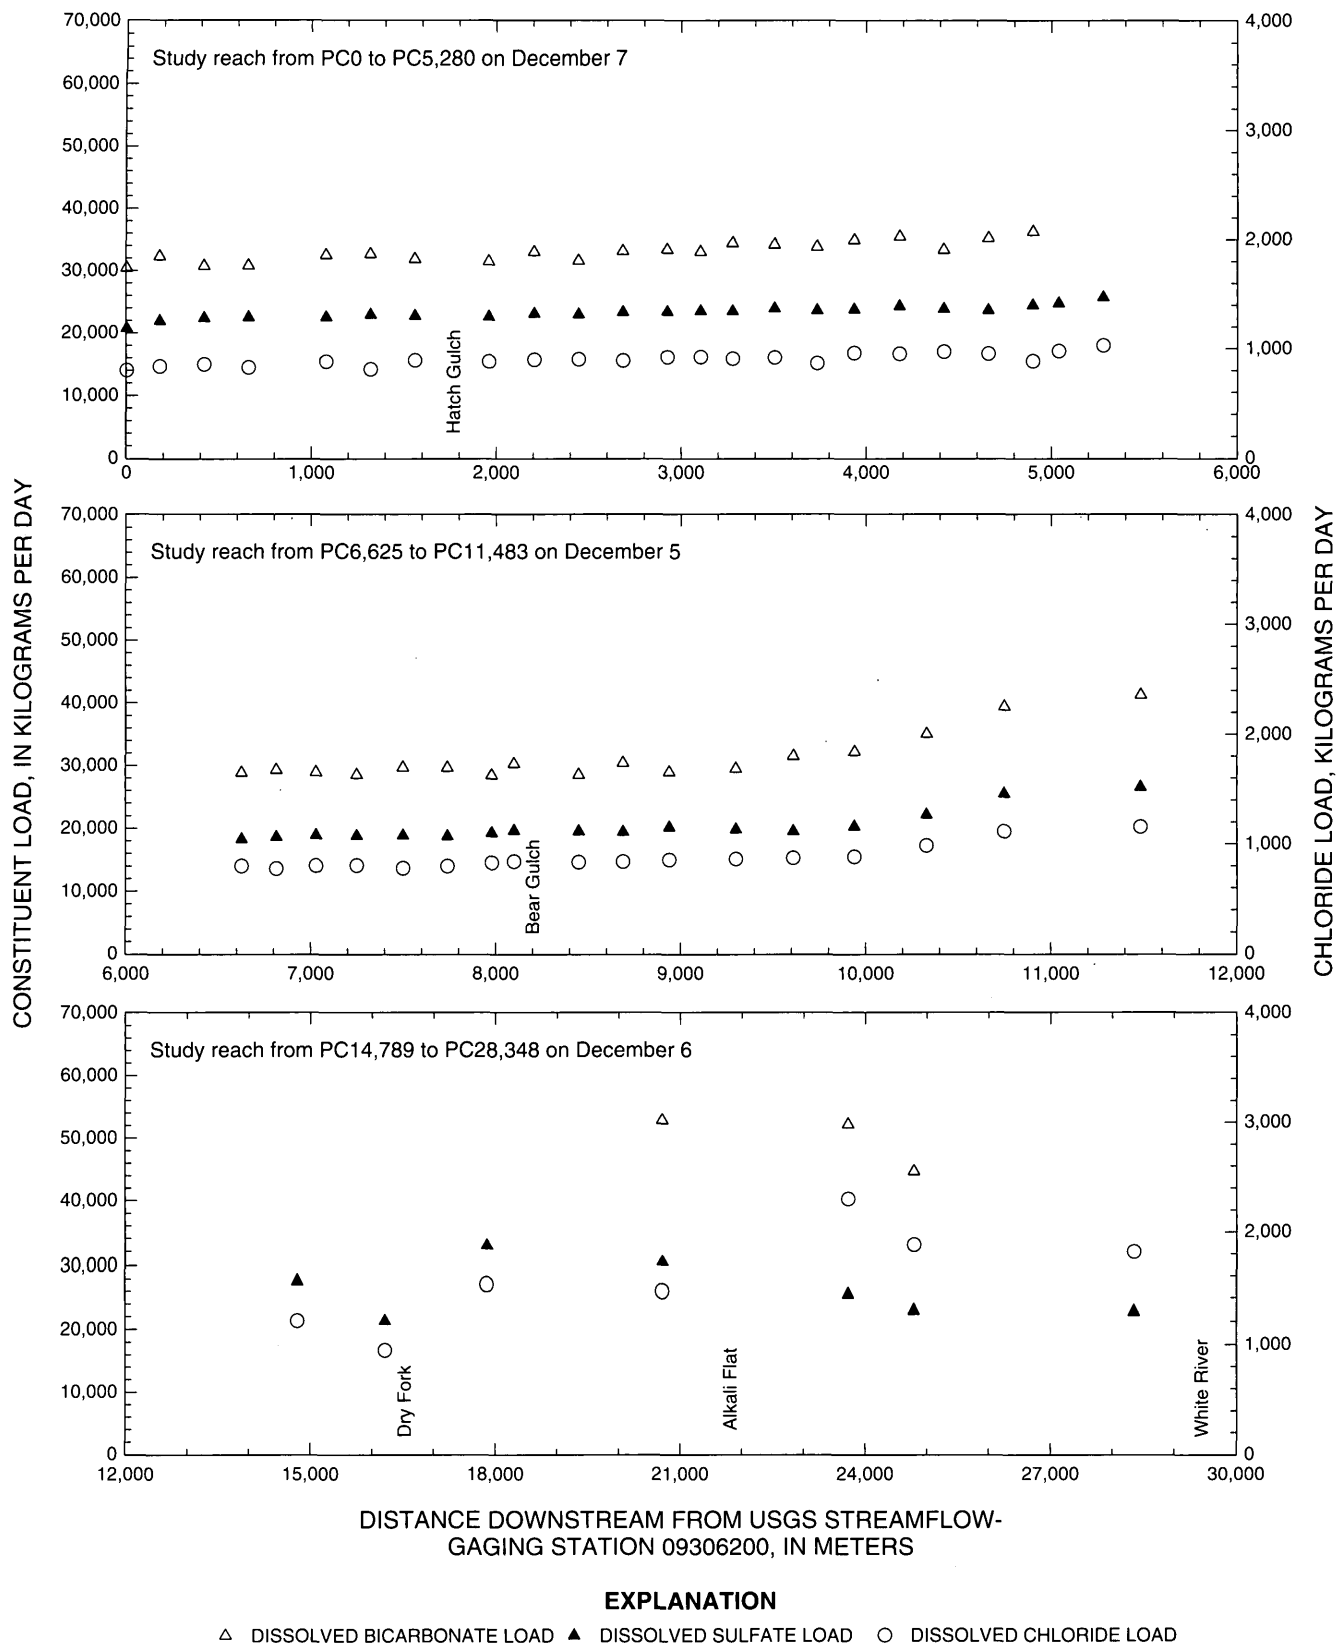 CONSTITUENT LOAD, IN KILOGRAMS PER DAY
CHLORIDE LOAD, KILOGRAMS PER DAY
Study reach from PC0 to PC5,280 on December 7
70,000
60,000
50,000
40,000
30,000
20,000
10,000
0
4,000
3,000
2,000
1,000
0
Hatch Gulch
0 1,000 2,000 3,000 4,000 5,000 6,000
Study reach from PC6,625 to PC11,483 on December 5
70,000
60,000
50,000
40,000
30,000
20,000
10,000
0
4,000
3,000
2,000
1,000
0
Bear Gulch
6,000 7,000 8,000 9,000 10,000 11,000 12,000
Study reach from PC14,789 to PC28,348 on December 6
70,000
60,000
50,000
40,000
30,000
20,000
10,000
0
4,000
3,000
2,000
1,000
0
Dry Fork
Alkali Flat
White River
12,000 15,000 18,000 21,000 24,000 27,000 30,000
DISTANCE DOWNSTREAM FROM USGS STREAMFLOW-
GAGING STATION 09306200, IN METERS
EXPLANATION
DISSOLVED BICARBONATE LOAD DISSOLVED SULFATE LOAD DISSOLVED CHLORIDE LOAD